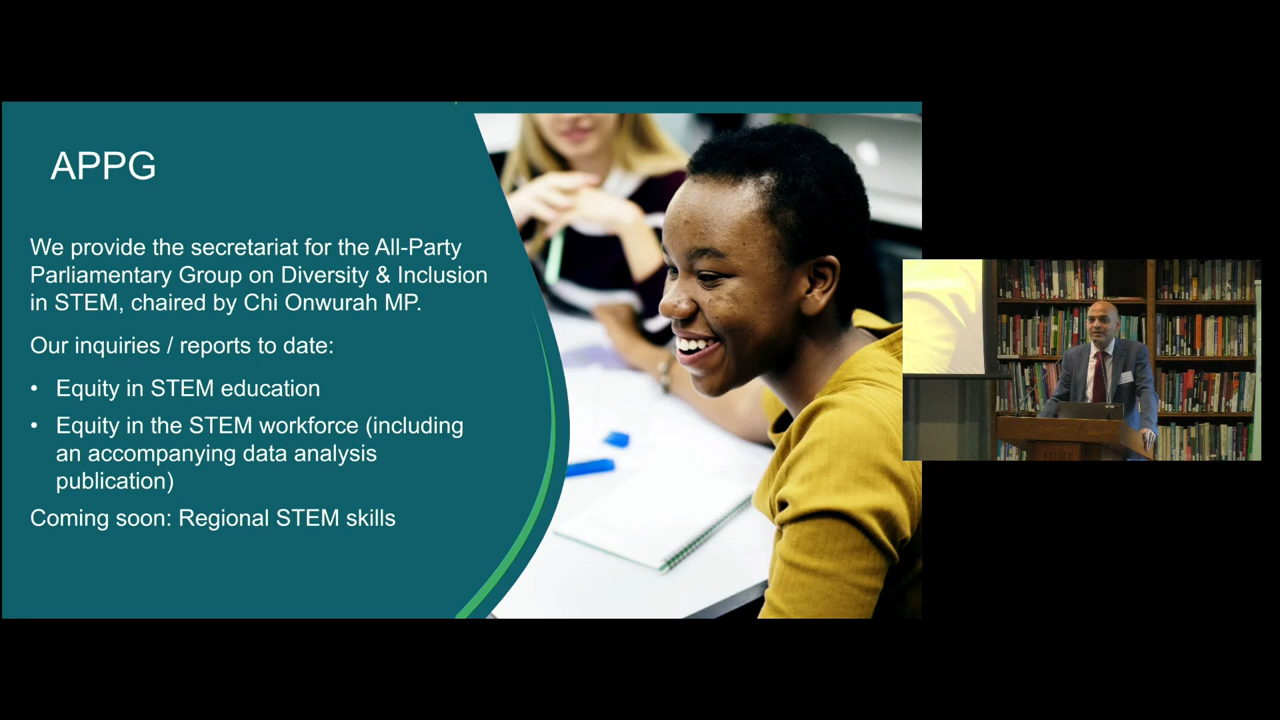 APPG
We provide the secretariat for the All-Party
Parliamentary Group on Diversity & Inclusion
in STEM, chaired by Chi Onwurah MP.
Our inquiries / reports to date:
• Equity in STEM education
• Equity in the STEM workforce (including
an accompanying data analysis
publication)
Coming soon: Regional STEM skills